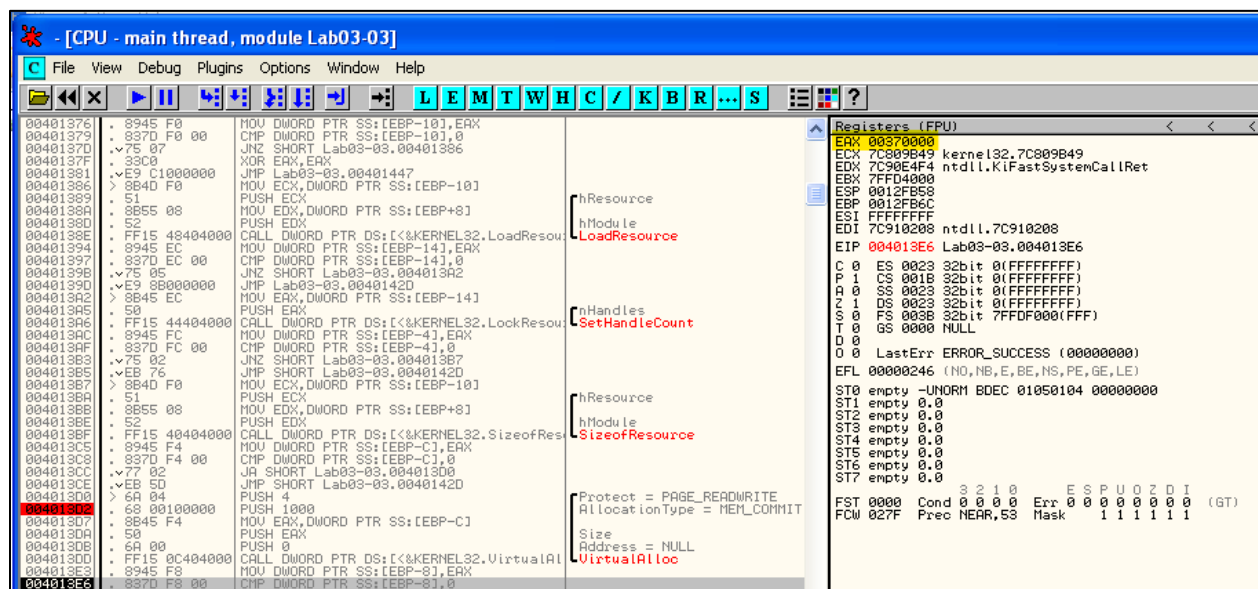 - [CPU - main thread, module Lab03-03]
C File View Debug Plugins Options Window Help
L E M T W H C / K B R ... S ?
00401376 . 8945 F0 MOV DWORD PTR SS:[EBP-10],EAX
00401379 . 837D F0 00 CMP DWORD PTR SS:[EBP-10],0
0040137D .v75 07 JNZ SHORT Lab03-03.00401386
0040137F . 33C0 XOR EAX,EAX
00401381 .vE9 C1000000 JMP Lab03-03.00401447
00401386 > 8B4D F0 MOV ECX,DWORD PTR SS:[EBP-10]
00401389 . 51 PUSH ECX hResource
0040138A . 8B55 08 MOV EDX,DWORD PTR SS:[EBP+8]
0040138D . 52 PUSH EDX hModule
0040138E . FF15 48404000 CALL DWORD PTR DS:[<&KERNEL32.LoadResou LoadResource
00401394 . 8945 EC MOV DWORD PTR SS:[EBP-14],EAX
00401397 . 837D EC 00 CMP DWORD PTR SS:[EBP-14],0
0040139B .v75 05 JNZ SHORT Lab03-03.004013A2
0040139D .vE9 8B000000 JMP Lab03-03.0040142D
004013A2 > 8B45 EC MOV EAX,DWORD PTR SS:[EBP-14]
004013A5 . 50 PUSH EAX nHandles
004013A6 . FF15 44404000 CALL DWORD PTR DS:[<&KERNEL32.LockResou SetHandleCount
004013AC . 8945 FC MOV DWORD PTR SS:[EBP-4],EAX
004013AF . 837D FC 00 CMP DWORD PTR SS:[EBP-4],0
004013B3 .v75 02 JNZ SHORT Lab03-03.004013B7
004013B5 .vEB 76 JMP SHORT Lab03-03.0040142D
004013B7 > 8B4D F0 MOV ECX,DWORD PTR SS:[EBP-10]
004013BA . 51 PUSH ECX hResource
004013BB . 8B55 08 MOV EDX,DWORD PTR SS:[EBP+8]
004013BE . 52 PUSH EDX hModule
004013BF . FF15 40404000 CALL DWORD PTR DS:[<&KERNEL32.SizeofRes SizeofResource
004013C5 . 8945 F4 MOV DWORD PTR SS:[EBP-C],EAX
004013C8 . 837D F4 00 CMP DWORD PTR SS:[EBP-C],0
004013CC .v77 02 JA SHORT Lab03-03.004013D0
004013CE .vEB 5D JMP SHORT Lab03-03.0040142D
004013D0 > 6A 04 PUSH 4 Protect = PAGE_READWRITE
004013D2 . 68 00100000 PUSH 1000 AllocationType = MEM_COMMIT
004013D7 . 8B45 F4 MOV EAX,DWORD PTR SS:[EBP-C]
004013DA . 50 PUSH EAX Size
004013DB . 6A 00 PUSH 0 Address = NULL
004013DD . FF15 0C404000 CALL DWORD PTR DS:[<&KERNEL32.VirtualAl VirtualAlloc
004013E3 . 8945 F8 MOV DWORD PTR SS:[EBP-8],EAX
004013E6 . 837D F8 00 CMP DWORD PTR SS:[EBP-8],0
Registers (FPU) < < <
EAX 00370000
ECX 7C809B49 kernel32.7C809B49
EDX 7C90E4F4 ntdll.KiFastSystemCallRet
EBX 7FFD4000
ESP 0012FB58
EBP 0012FB6C
ESI FFFFFFFF
EDI 7C910208 ntdll.7C910208
EIP 004013E6 Lab03-03.004013E6
C 0 ES 0023 32bit 0(FFFFFFFF)
P 1 CS 001B 32bit 0(FFFFFFFF)
A 0 SS 0023 32bit 0(FFFFFFFF)
Z 1 DS 0023 32bit 0(FFFFFFFF)
S 0 FS 003B 32bit 7FFDF000(FFF)
T 0 GS 0000 NULL
D 0
O 0 LastErr ERROR_SUCCESS (00000000)
EFL 00000246 (NO,NB,E,BE,NS,PE,GE,LE)
ST0 empty -UNORM BDEC 01050104 00000000
ST1 empty 0.0
ST2 empty 0.0
ST3 empty 0.0
ST4 empty 0.0
ST5 empty 0.0
ST6 empty 0.0
ST7 empty 0.0
3 2 1 0 E S P U O Z D I
FST 0000 Cond 0 0 0 0 Err 0 0 0 0 0 0 0 0 (GT)
FCW 027F Prec NEAR,53 Mask 1 1 1 1 1 1